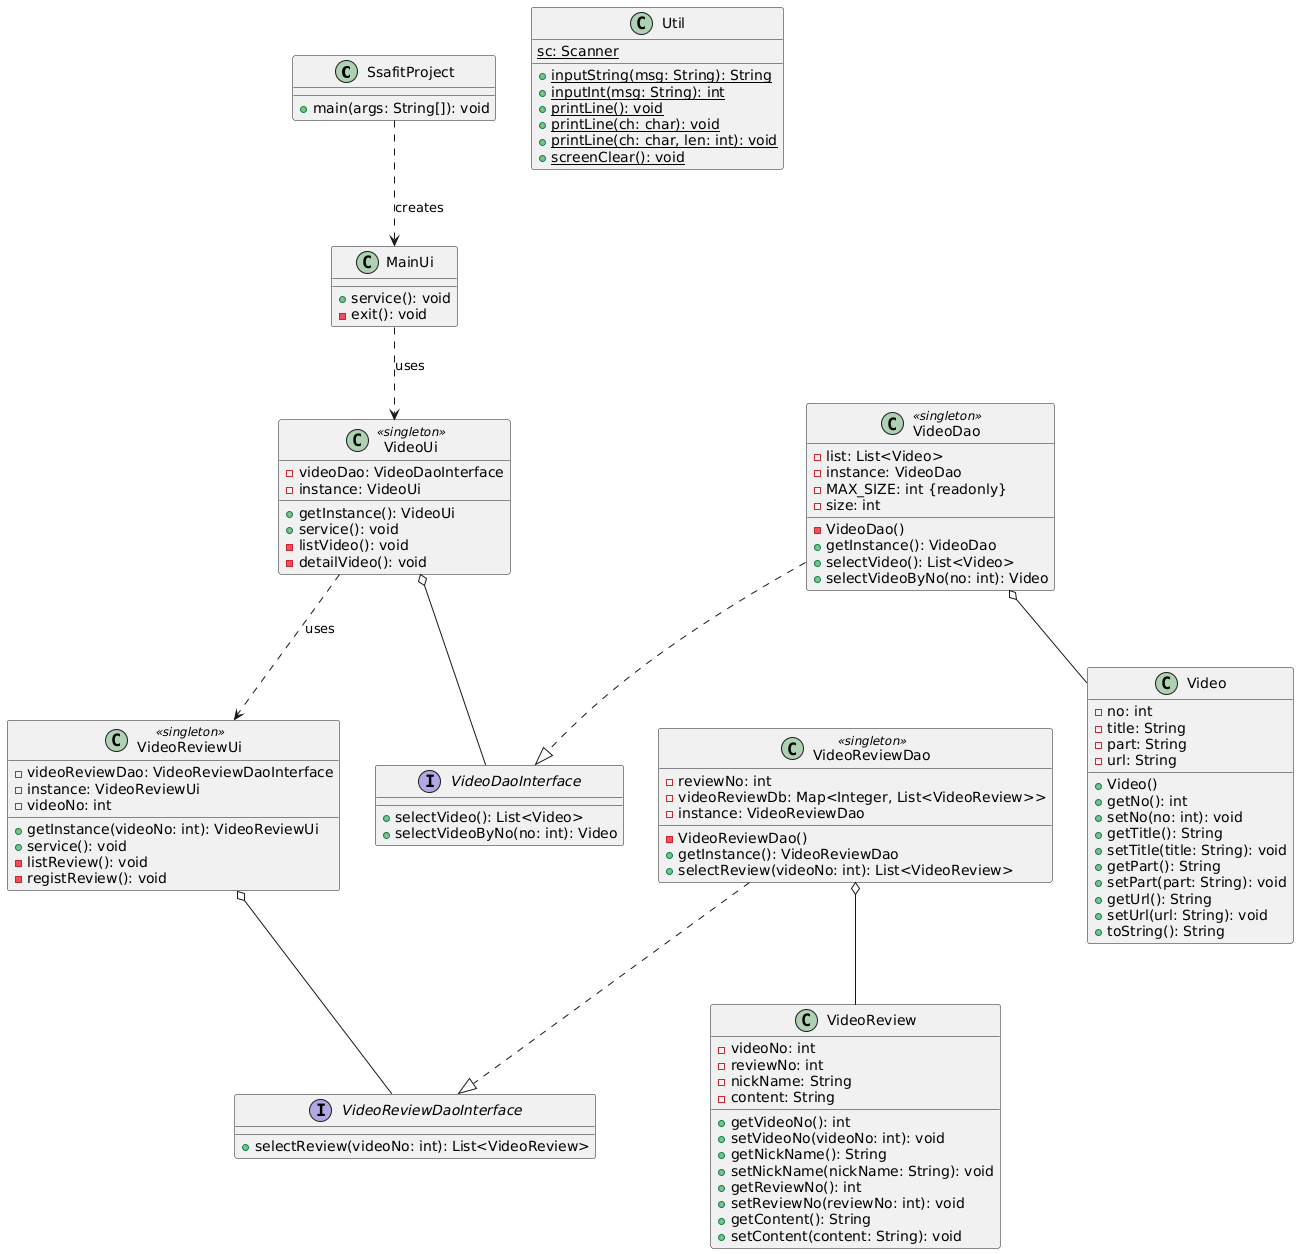 C Util
sc: Scanner
inputString(msg: String): String
inputInt(msg: String): int
printLine(): void
printLine(ch: char): void
printLine(ch: char, len: int): void
screenClear(): void
C SsafitProject
main(args: String[]): void
creates
C MainUi
service(): void
exit(): void
uses
C «singleton»
VideoUi
videoDao: VideoDaoInterface
instance: VideoUi
getInstance(): VideoUi
service(): void
listVideo(): void
detailVideo(): void
C «singleton»
VideoDao
list: List<Video>
instance: VideoDao
MAX_SIZE: int {readonly}
size: int
VideoDao()
getInstance(): VideoDao
selectVideo(): List<Video>
selectVideoByNo(no: int): Video
uses
C Video
no: int
title: String
part: String
url: String
Video()
getNo(): int
setNo(no: int): void
getTitle(): String
setTitle(title: String): void
getPart(): String
setPart(part: String): void
getUrl(): String
setUrl(url: String): void
toString(): String
C «singleton»
VideoReviewUi
videoReviewDao: VideoReviewDaoInterface
instance: VideoReviewUi
videoNo: int
getInstance(videoNo: int): VideoReviewUi
service(): void
listReview(): void
registReview(): void
I VideoDaoInterface
selectVideo(): List<Video>
selectVideoByNo(no: int): Video
C «singleton»
VideoReviewDao
reviewNo: int
videoReviewDb: Map<Integer, List<VideoReview>>
instance: VideoReviewDao
VideoReviewDao()
getInstance(): VideoReviewDao
selectReview(videoNo: int): List<VideoReview>
C VideoReview
videoNo: int
reviewNo: int
nickName: String
content: String
getVideoNo(): int
setVideoNo(videoNo: int): void
getNickName(): String
setNickName(nickName: String): void
getReviewNo(): int
setReviewNo(reviewNo: int): void
getContent(): String
setContent(content: String): void
I VideoReviewDaoInterface
selectReview(videoNo: int): List<VideoReview>